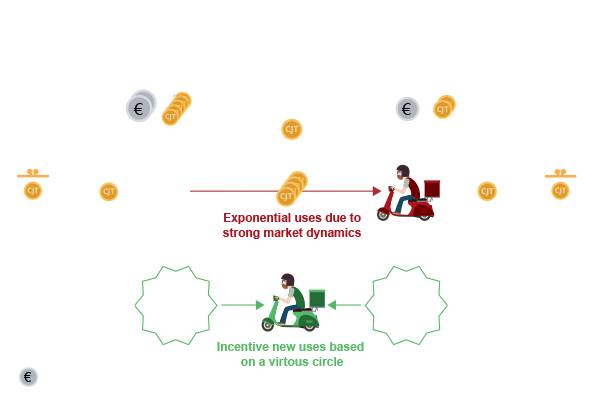 €
CJT
€
CJT
CJT
CJT
CJT
CJT
CJT
CJT
Exponential uses due to
strong market dynamics
Incentive new uses based
on a virtous circle
€